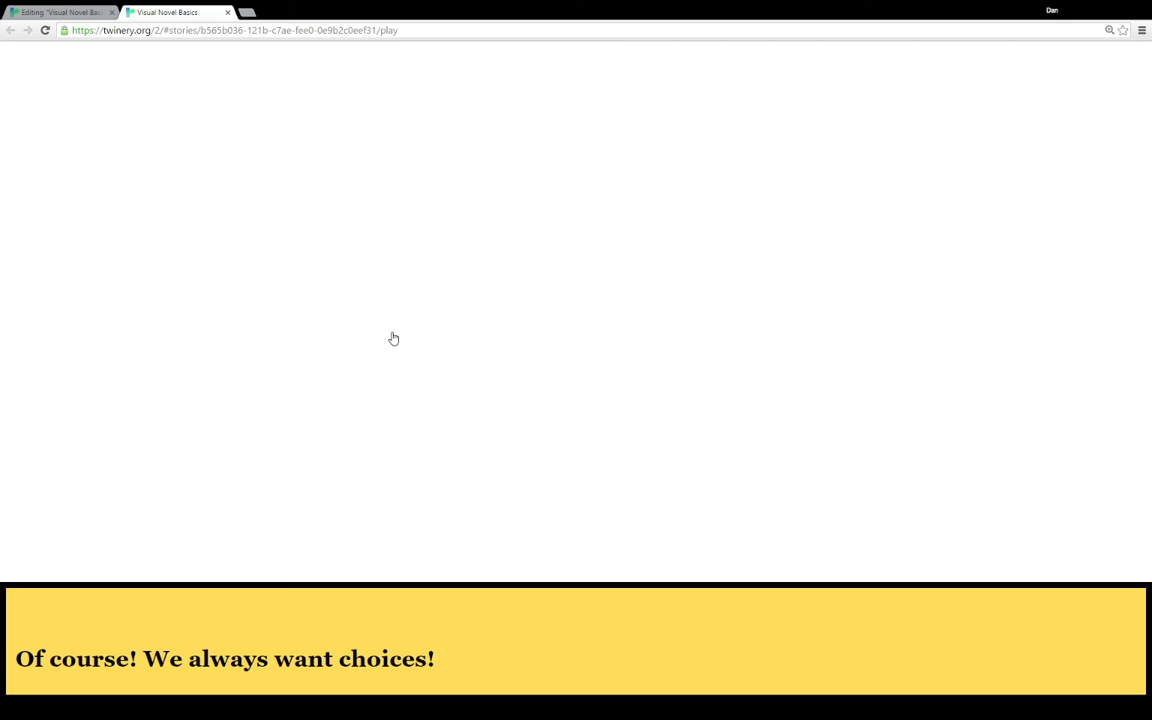 Editing "Visual Novel Bas
Visual Novel Basics
Dan
https://twinery.org/2/#stories/b565b036-121b-c7ae-fee0-0e9b2c0eef31/play
Of course! We always want choices!